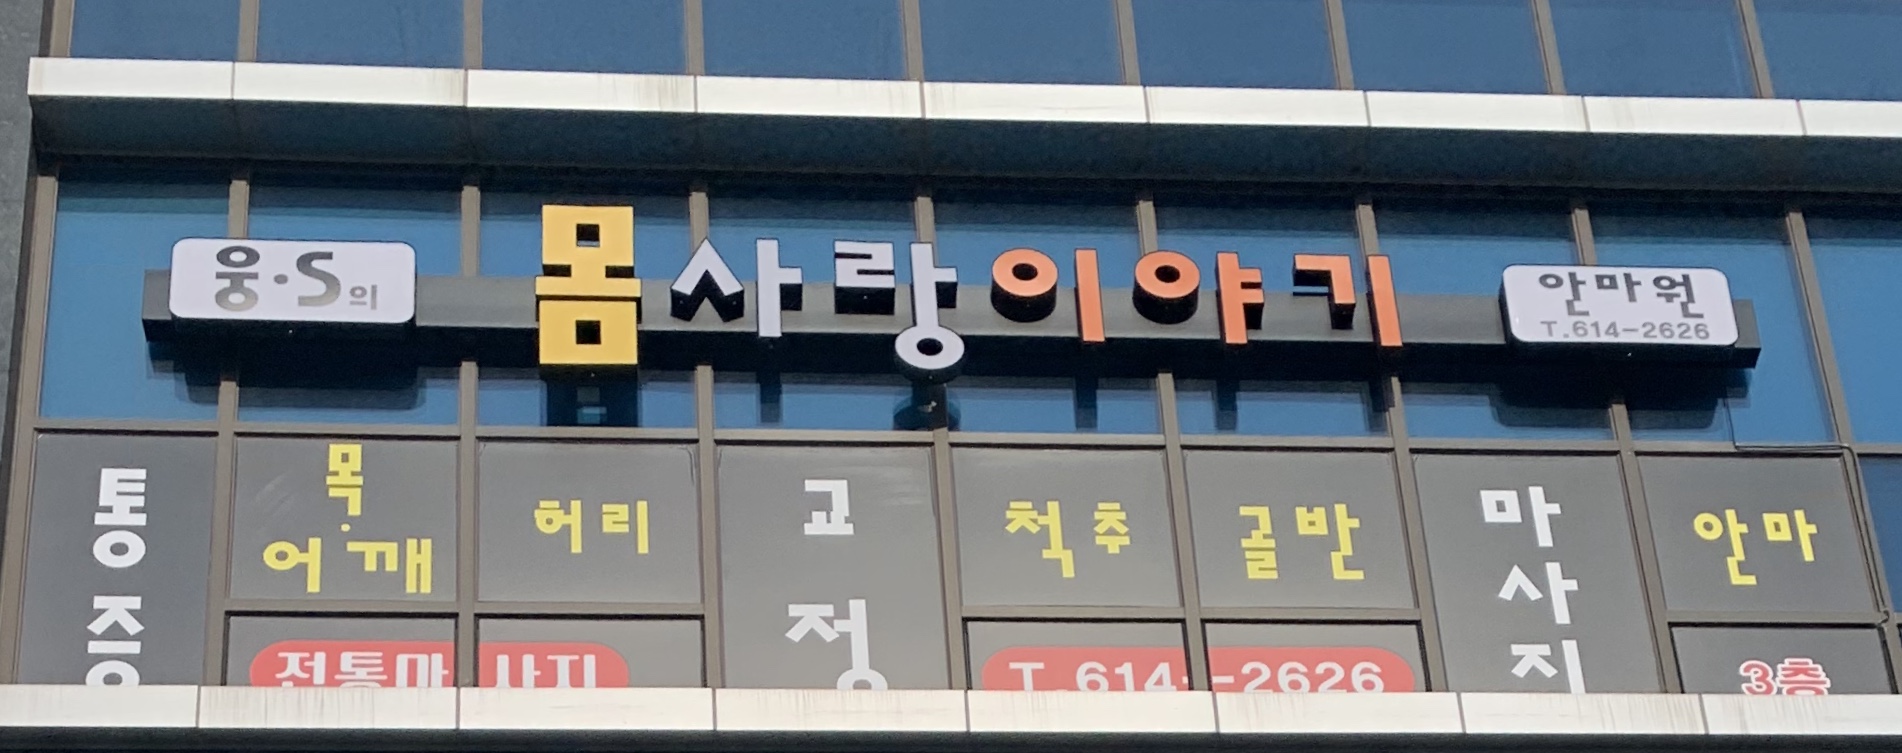 웅·S의 몸사랑이야기 안마원
T.614-2626
통증
목·어깨
허리
교정
척추
골반
마사지
안마
전통마사지
T.614-2626
3층